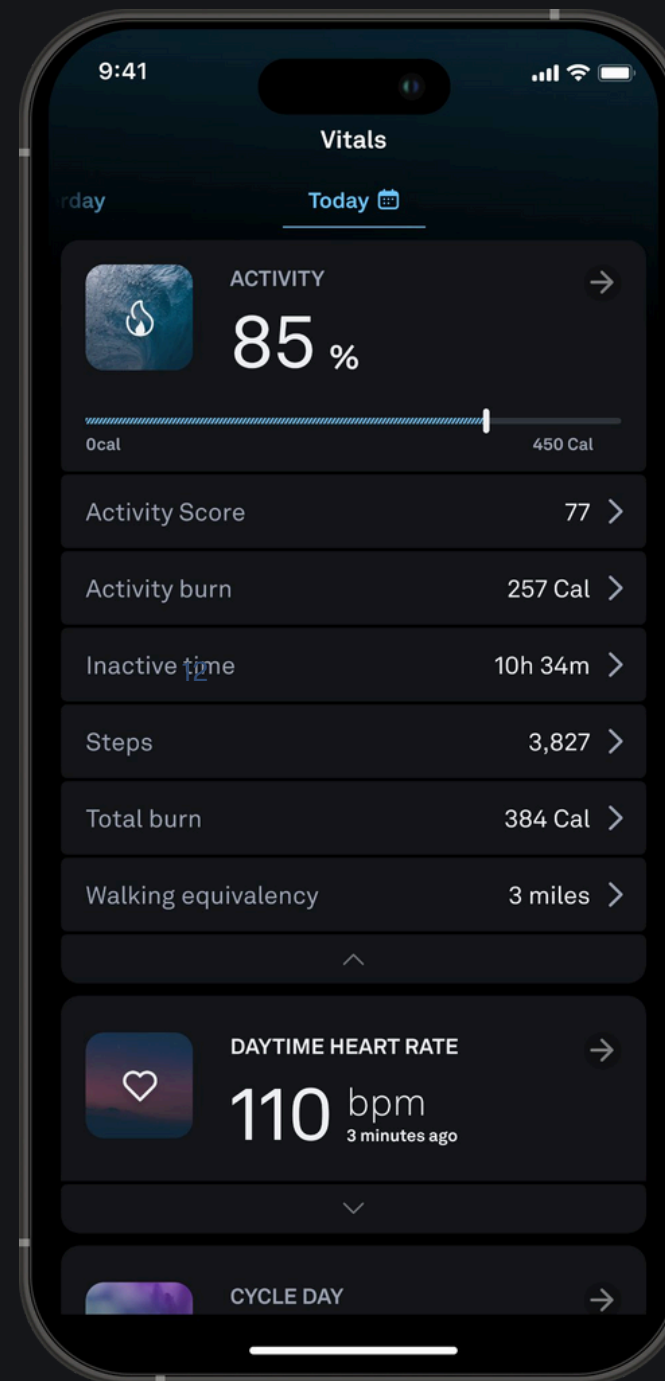 9:41
Vitals
rday Today
ACTIVITY
85 %
0cal 450 Cal
Activity Score 77
Activity burn 257 Cal
Inactive time 10h 34m
12
Steps 3,827
Total burn 384 Cal
Walking equivalency 3 miles
DAYTIME HEART RATE
110 bpm
3 minutes ago
CYCLE DAY